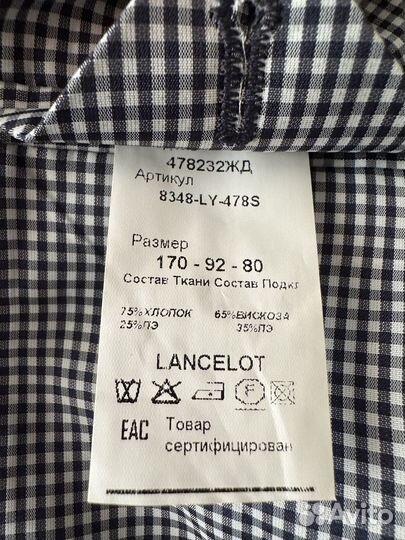 478232ЖД
Артикул
8348-LY-478S
Размер
170 - 92 - 80
Состав Ткани Состав Подкл
75%ХЛОПОК 65%ВИСКОЗА
25%ПЭ 35%ПЭ
LANCELOT
F
EAC Товар
сертифицирован
Avito